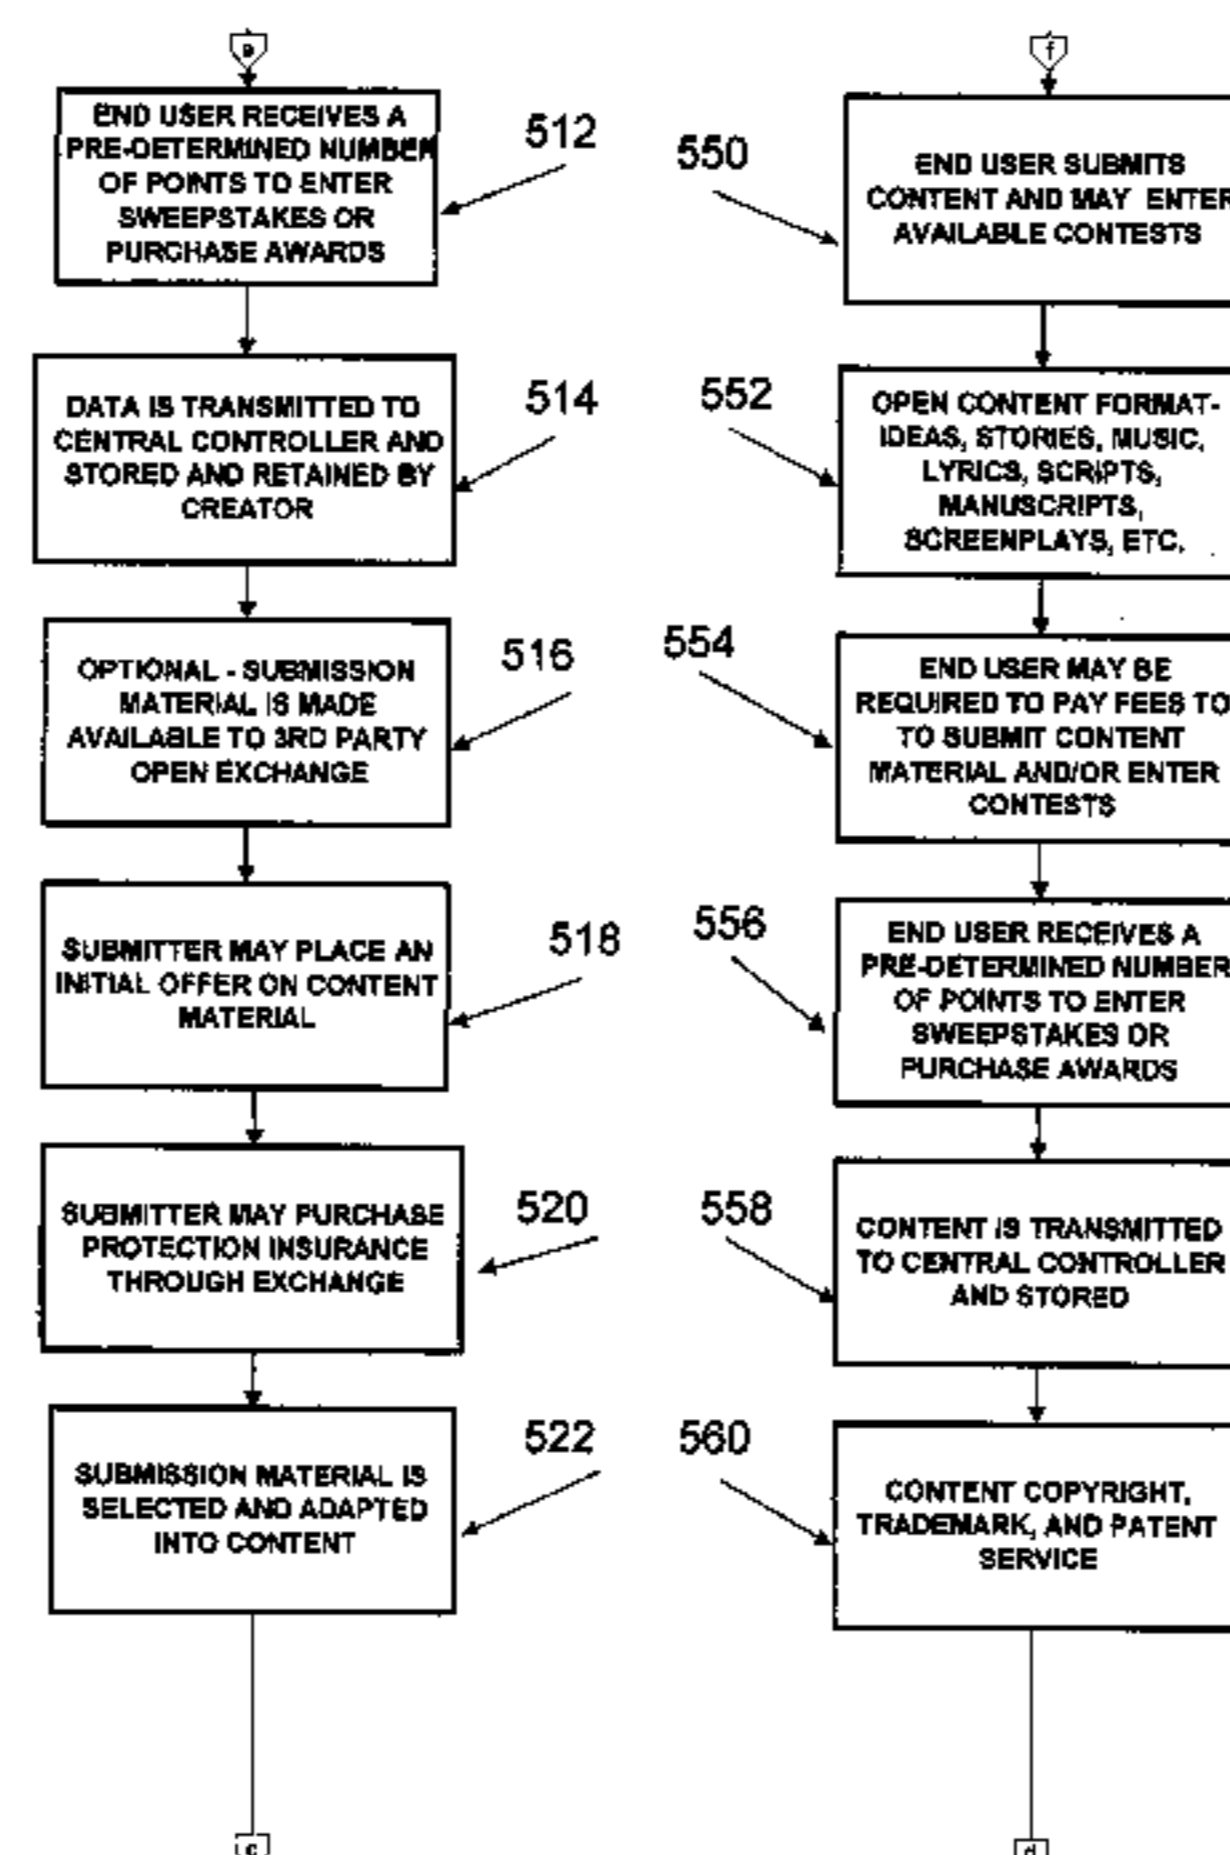 e
END USER RECEIVES A
PRE-DETERMINED NUMBER
OF POINTS TO ENTER
SWEEPSTAKES OR
PURCHASE AWARDS
512
DATA IS TRANSMITTED TO
CENTRAL CONTROLLER AND
STORED AND RETAINED BY
CREATOR
514
OPTIONAL - SUBMISSION
MATERIAL IS MADE
AVAILABLE TO 3RD PARTY
OPEN EXCHANGE
516
SUBMITTER MAY PLACE AN
INITIAL OFFER ON CONTENT
MATERIAL
518
SUBMITTER MAY PURCHASE
PROTECTION INSURANCE
THROUGH EXCHANGE
520
SUBMISSION MATERIAL IS
SELECTED AND ADAPTED
INTO CONTENT
522
c
f
550
END USER SUBMITS
CONTENT AND MAY ENTER
AVAILABLE CONTESTS
552
OPEN CONTENT FORMAT-
IDEAS, STORIES, MUSIC,
LYRICS, SCRIPTS,
MANUSCRIPTS,
SCREENPLAYS, ETC.
554
END USER MAY BE
REQUIRED TO PAY FEES TO
TO SUBMIT CONTENT
MATERIAL AND/OR ENTER
CONTESTS
556
END USER RECEIVES A
PRE-DETERMINED NUMBER
OF POINTS TO ENTER
SWEEPSTAKES OR
PURCHASE AWARDS
558
CONTENT IS TRANSMITTED
TO CENTRAL CONTROLLER
AND STORED
560
CONTENT COPYRIGHT,
TRADEMARK, AND PATENT
SERVICE
d